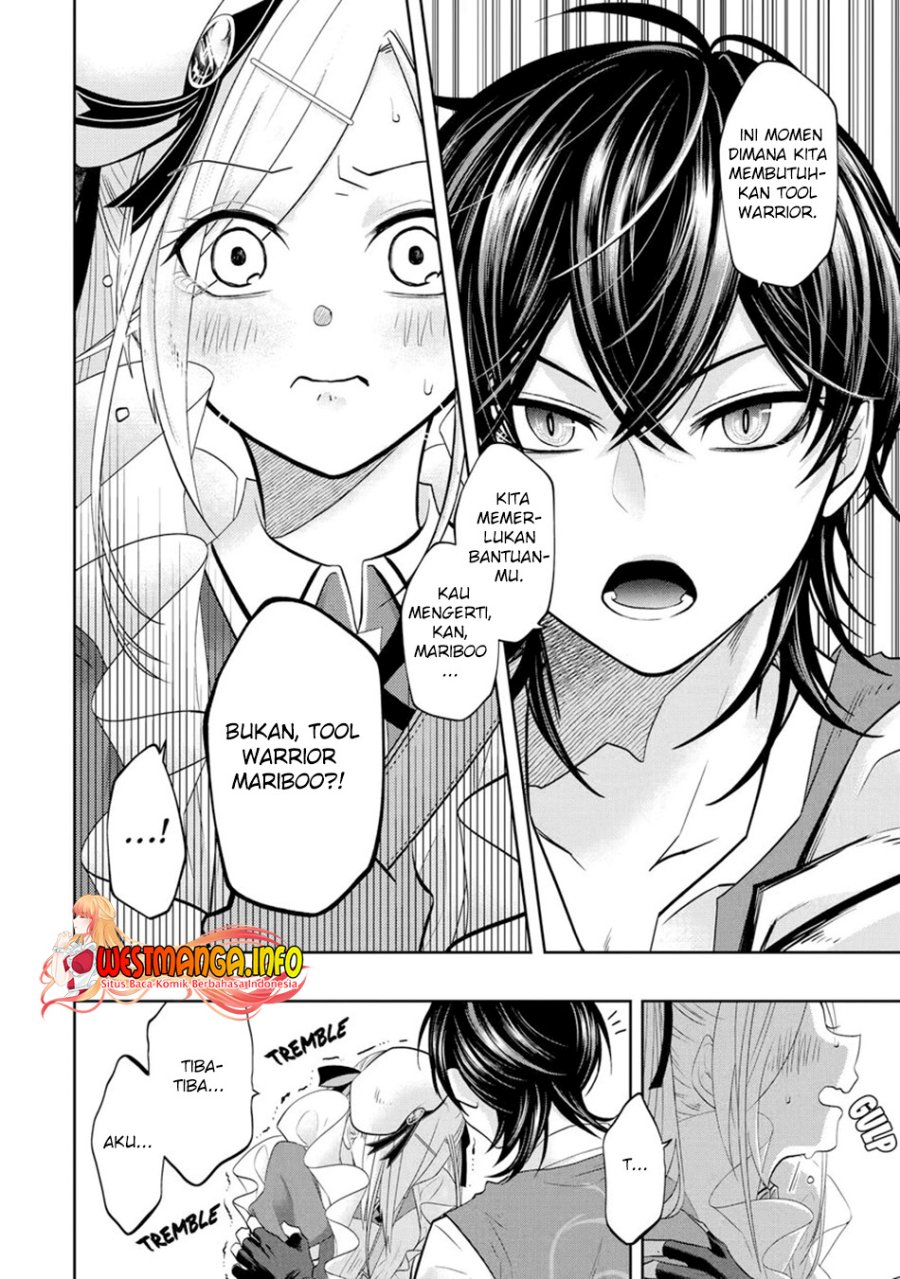 INI MOMEN
DIMANA KITA
MEMBUTUH-
KAN TOOL
WARRIOR.
KITA
MEMER-
LUKAN
BANTUAN-
MU.
KAU
MENGERTI,
KAN,
MARIBOO
...
BUKAN, TOOL
WARRIOR
MARIBOO?!
...!
WESTMANGA.INFO
Situs Baca Komik Berbahasa Indonesia
GULP
T...
TREMBLE
TIBA-
TIBA...
AKU...
TREMBLE